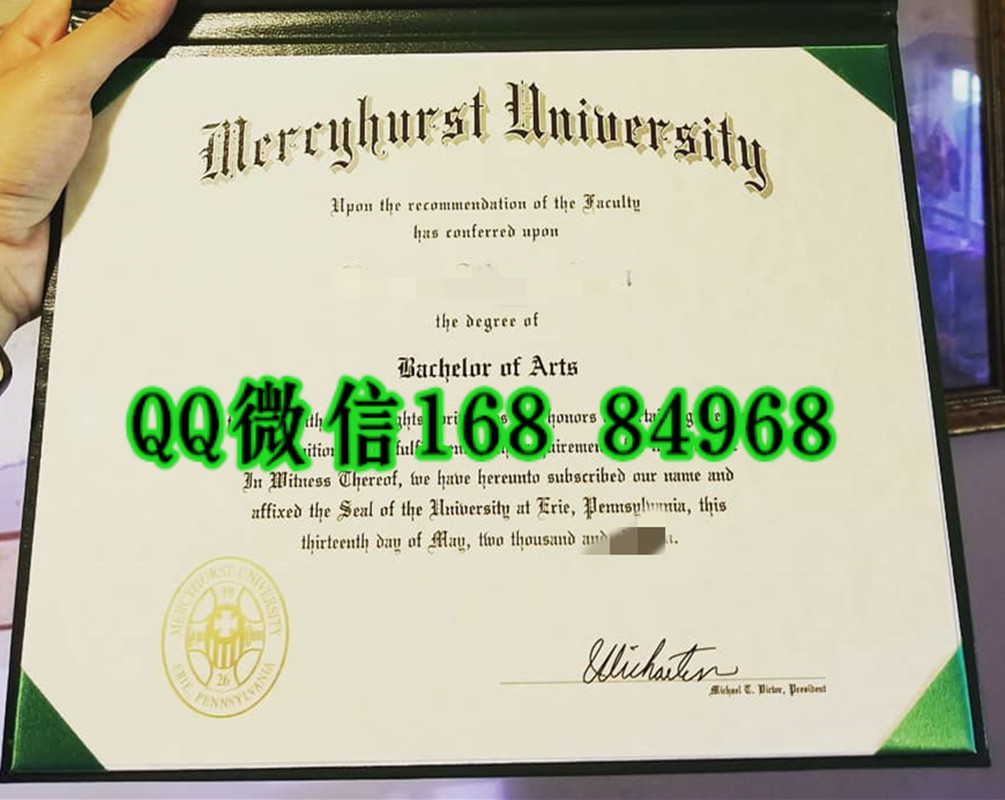 Mercyhurst University
Upon the recommendation of the Faculty
has conferred upon
the degree of
Bachelor of Arts
QQ微信168 84968
honors
In Witness Thereof, we have hereunto subscribed our name and
affixed the Seal of the University at Erie, Pennsylvania, this
thirteenth day of May, two thousand and
MERCYHURST UNIVERSITY
19
26
ERIE, PENNSYLVANIA
Michael T. Victor, President